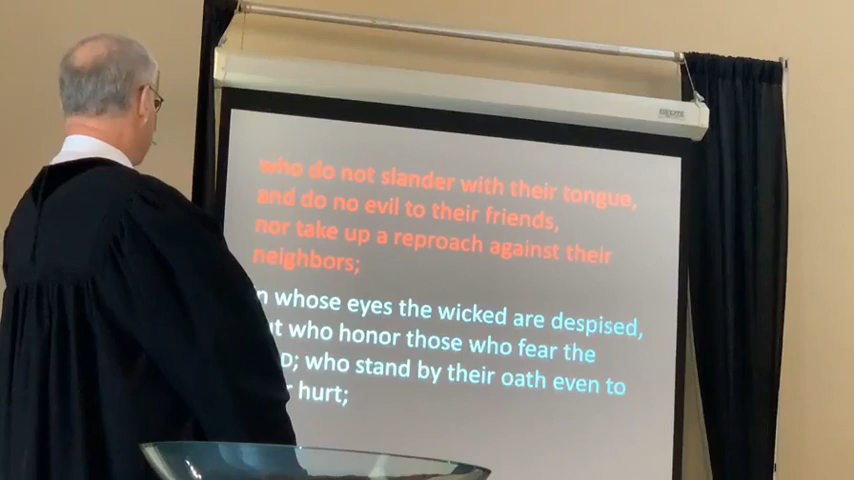 who do not slander with their tongue,
and do no evil to their friends,
nor take up a reproach against their
neighbors;
whose eyes the wicked are despised,
who honor those who fear the
who stand by their oath even to
hurt;